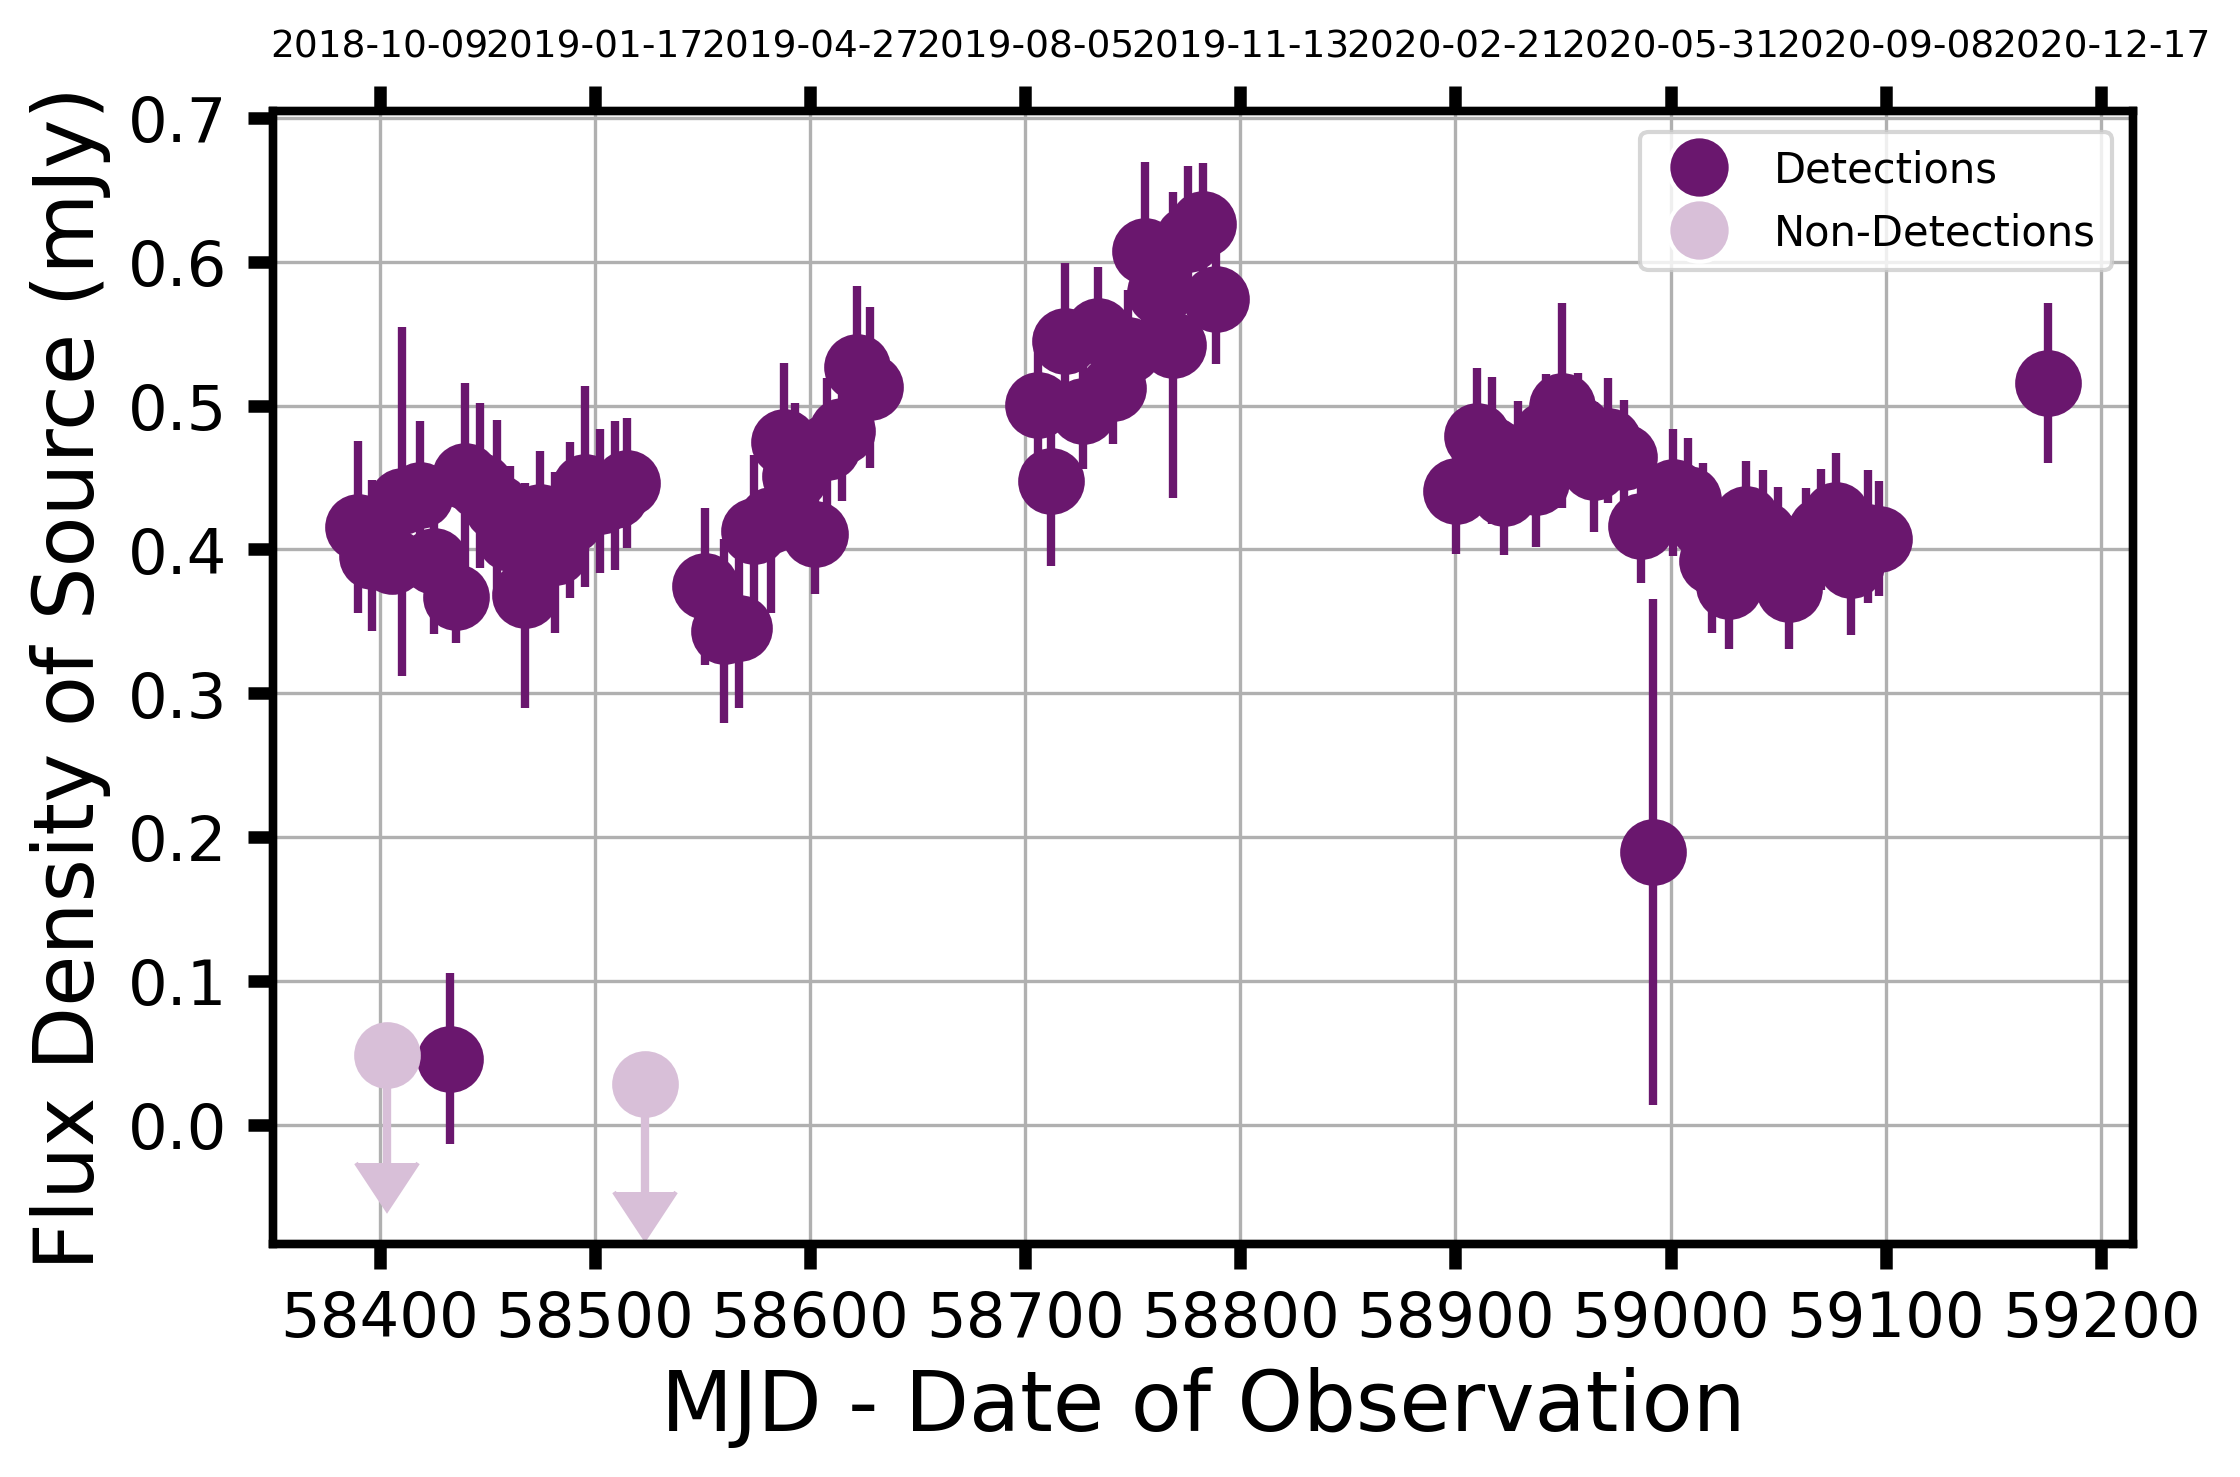 2018-10-09 2019-01-17 2019-04-27 2019-08-05 2019-11-13 2020-02-21 2020-05-31 2020-09-08 2020-12-17
Flux Density of Source (mJy)
0.7
0.6
0.5
0.4
0.3
0.2
0.1
0.0
Detections
Non-Detections
58400 58500 58600 58700 58800 58900 59000 59100 59200
MJD - Date of Observation